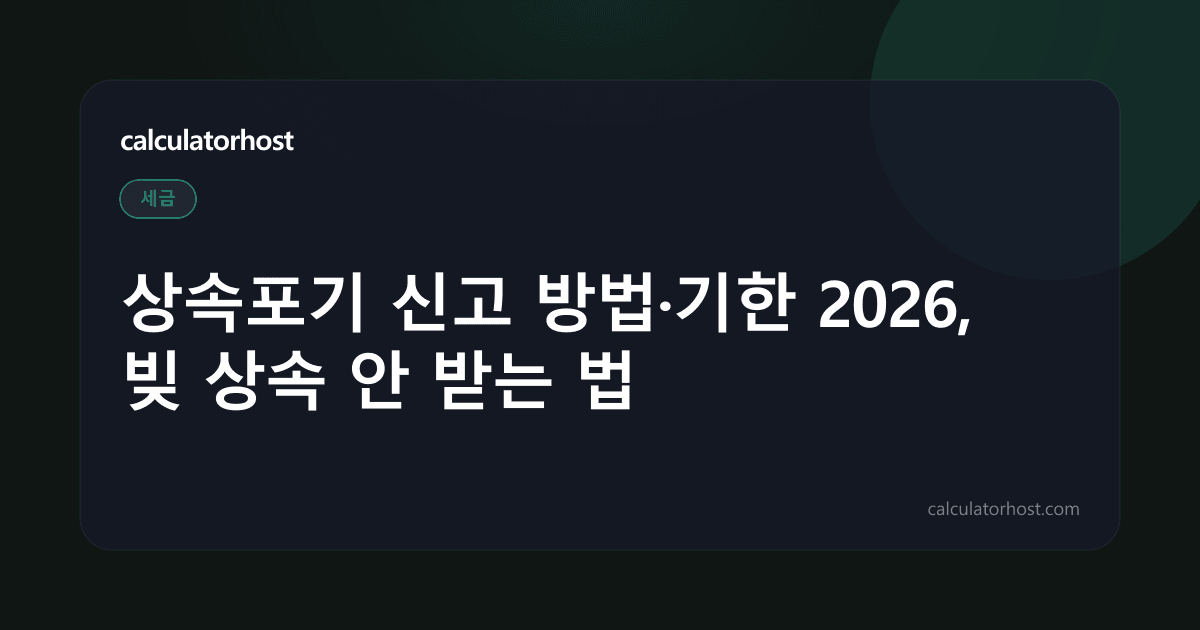 calculatorhost
세금
상속포기 신고 방법·기한 2026,
빚 상속 안 받는 법
calculatorhost.com